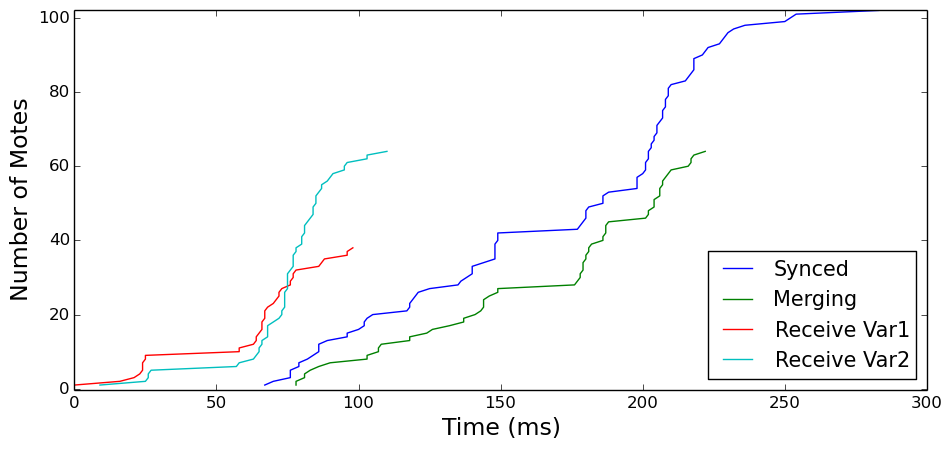 Number of Motes
100
80
60
40
20
0
0 50 100 150 200 250 300
Time (ms)
Synced
Merging
Receive Var1
Receive Var2